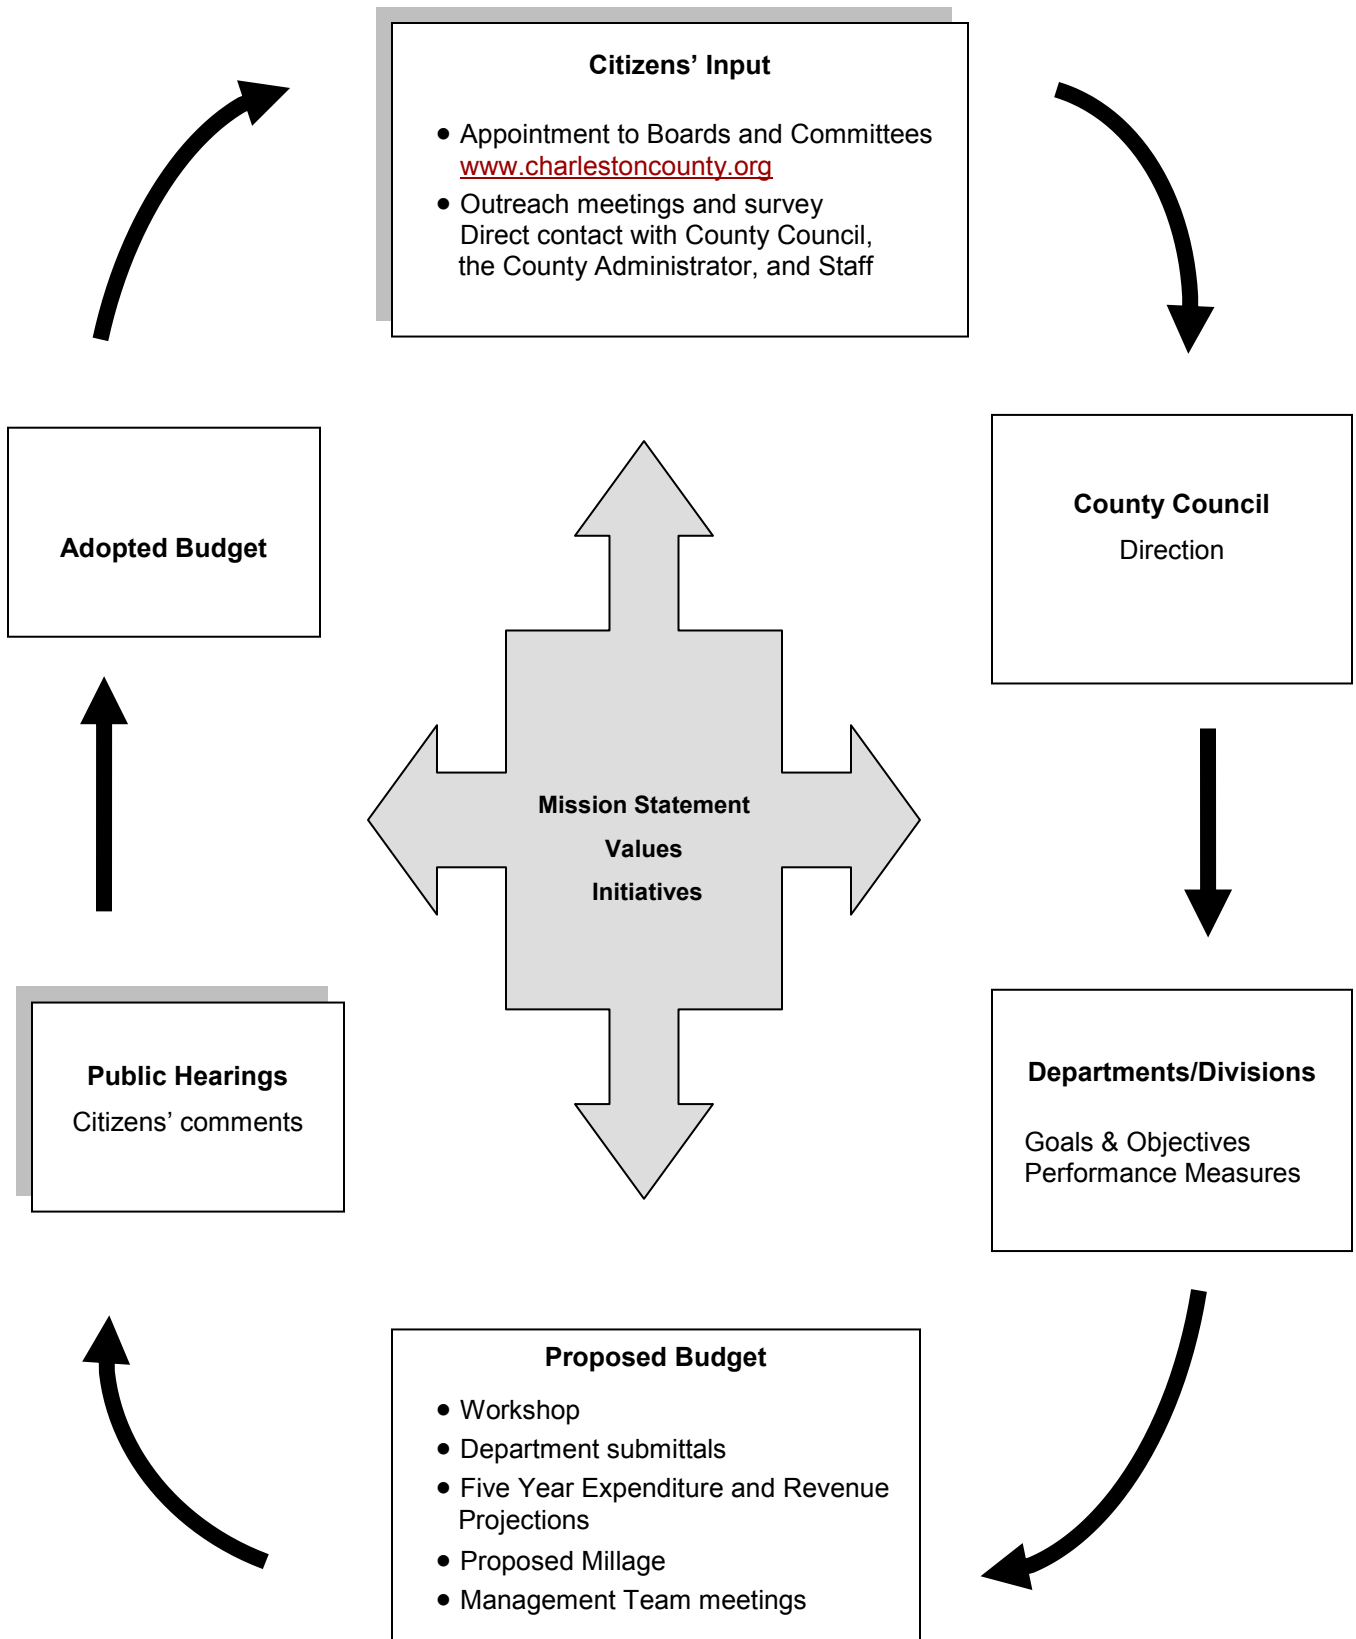 Citizens’ Input
● Appointment to Boards and Committees
www.charlestoncounty.org
● Outreach meetings and survey
Direct contact with County Council,
the County Administrator, and Staff
County Council
Direction
Departments/Divisions
Goals & Objectives
Performance Measures
Proposed Budget
● Workshop
● Department submittals
● Five Year Expenditure and Revenue
Projections
● Proposed Millage
● Management Team meetings
Public Hearings
Citizens’ comments
Adopted Budget
Mission Statement
Values
Initiatives